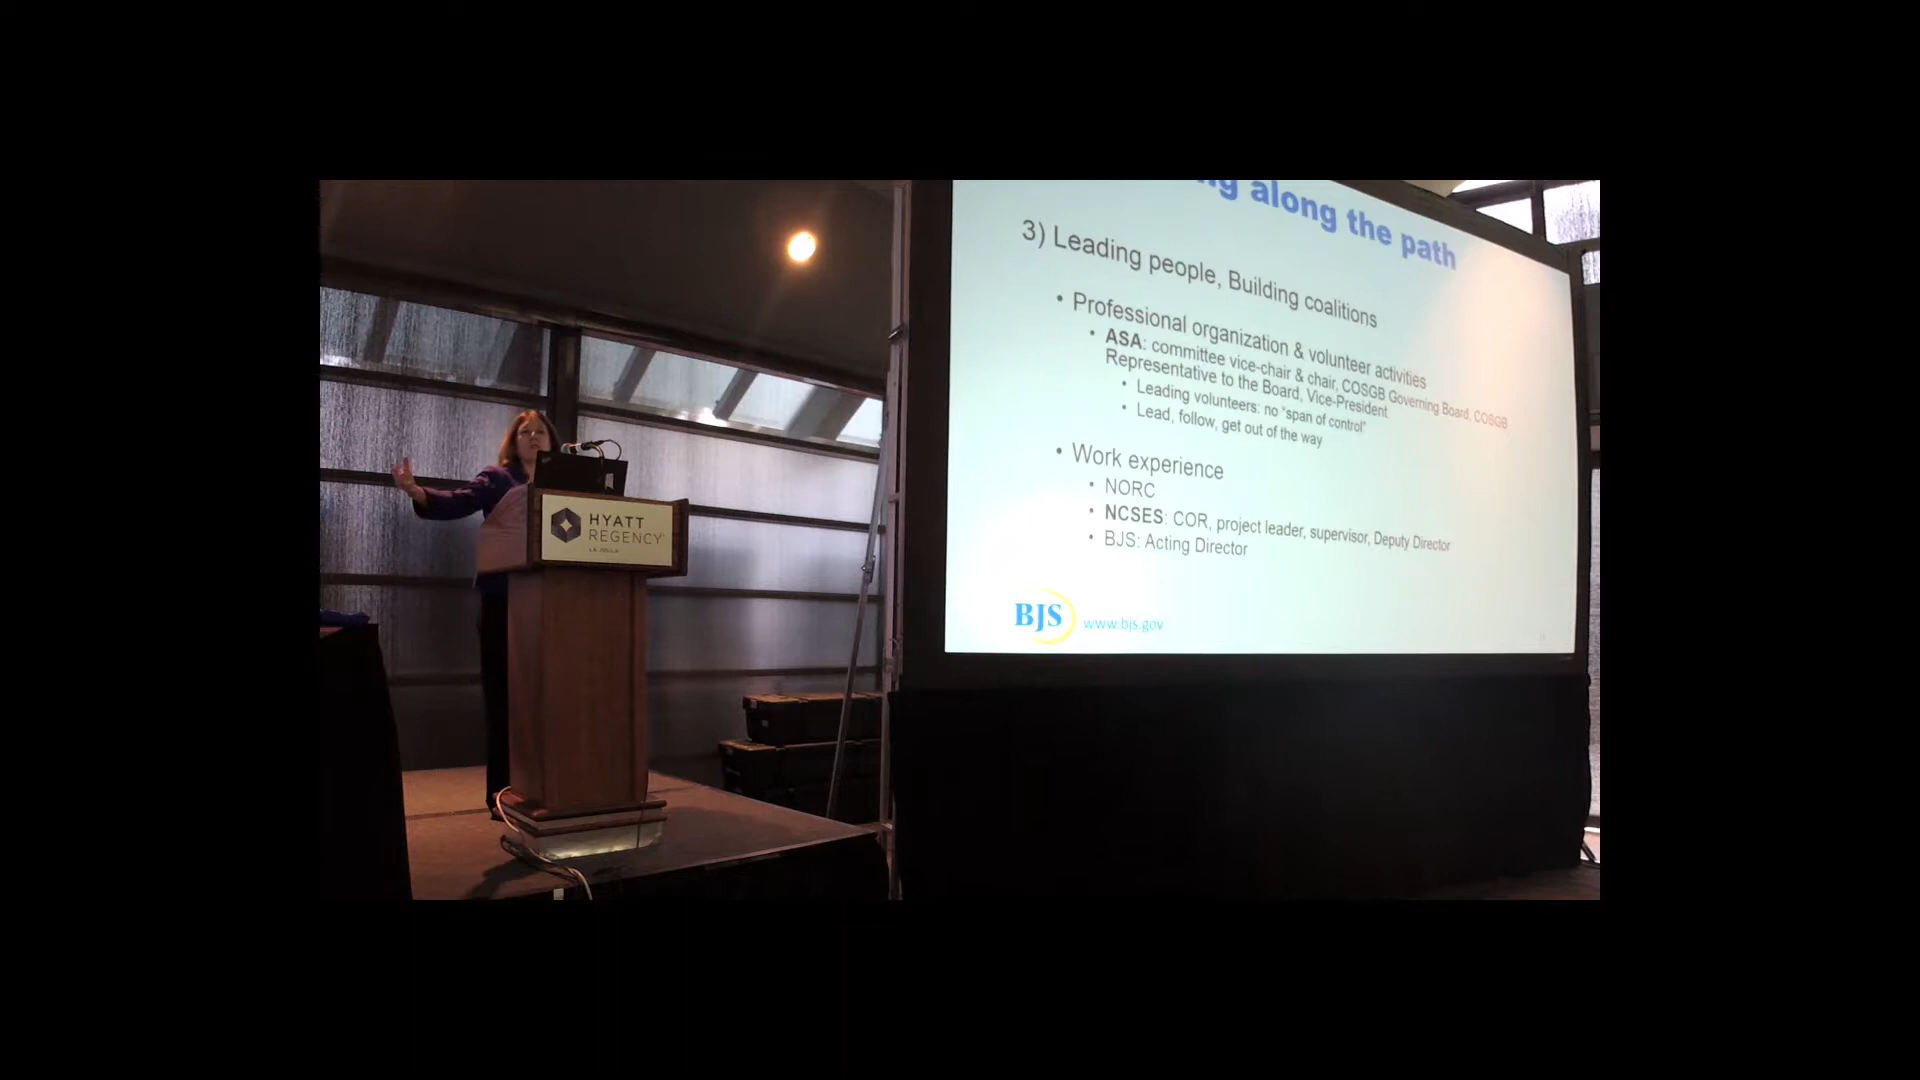 ng along the path
3) Leading people, Building coalitions
• Professional organization & volunteer activities
• ASA: committee vice-chair & chair, COSGB Governing Board, COSGB
Representative to the Board, Vice-President
• Leading volunteers: no "span of control"
• Lead, follow, get out of the way
• Work experience
• NORC
• NCSES: COR, project leader, supervisor, Deputy Director
• BJS: Acting Director
BJS www.bjs.gov
HYATT
REGENCY
LA JOLLA